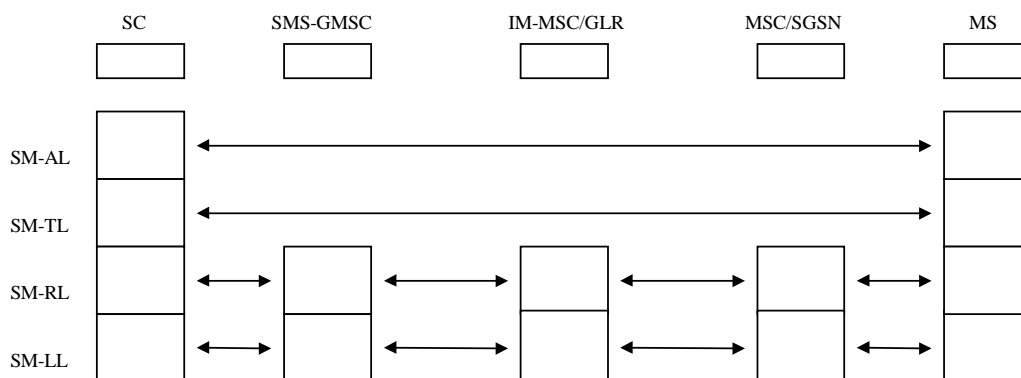 SC SMS-GMSC IM-MSC/GLR MSC/SGSN MS
SM-AL
SM-TL
SM-RL
SM-LL